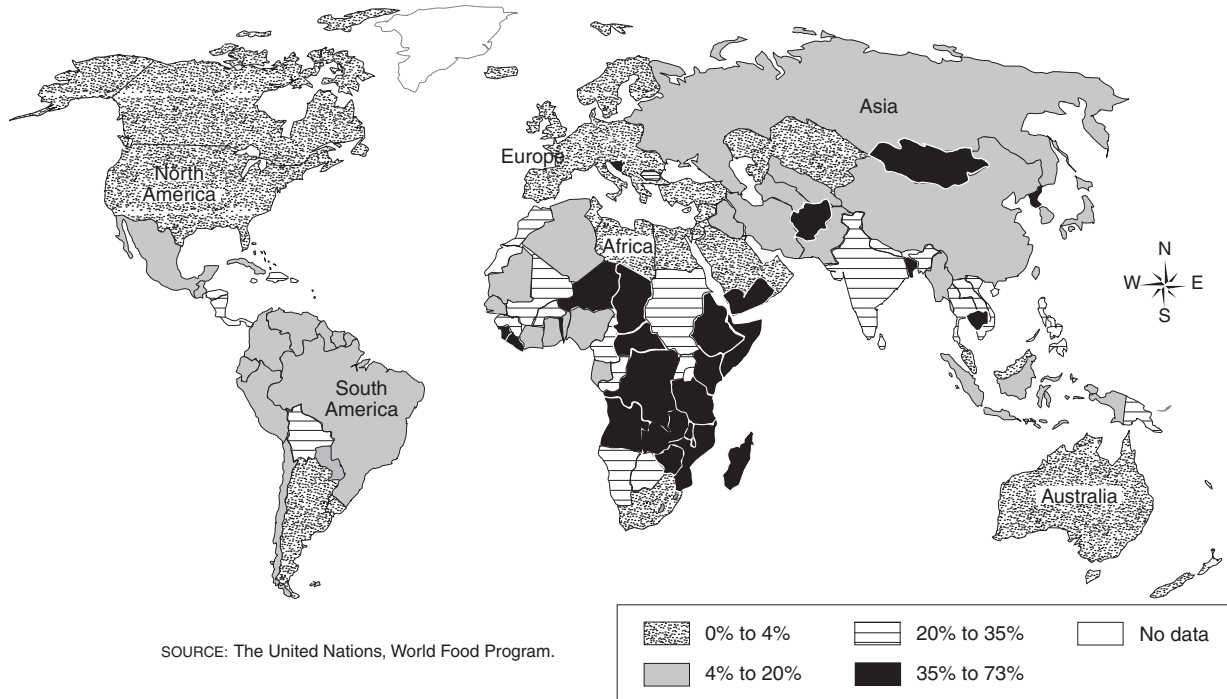 Asia
Europe
North
America
Africa
N
W E
S
South
America
Australia
SOURCE: The United Nations, World Food Program.
0% to 4%
20% to 35%
No data
4% to 20%
35% to 73%